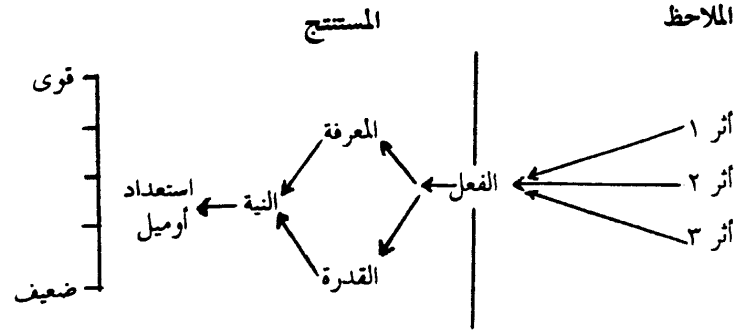 الملاحظ
المستنتج
أثر ١
أثر ٢
أثر ٣
الفعل
المعرفة
القدرة
النية
استعداد
أوميل
قوى
ضعيف